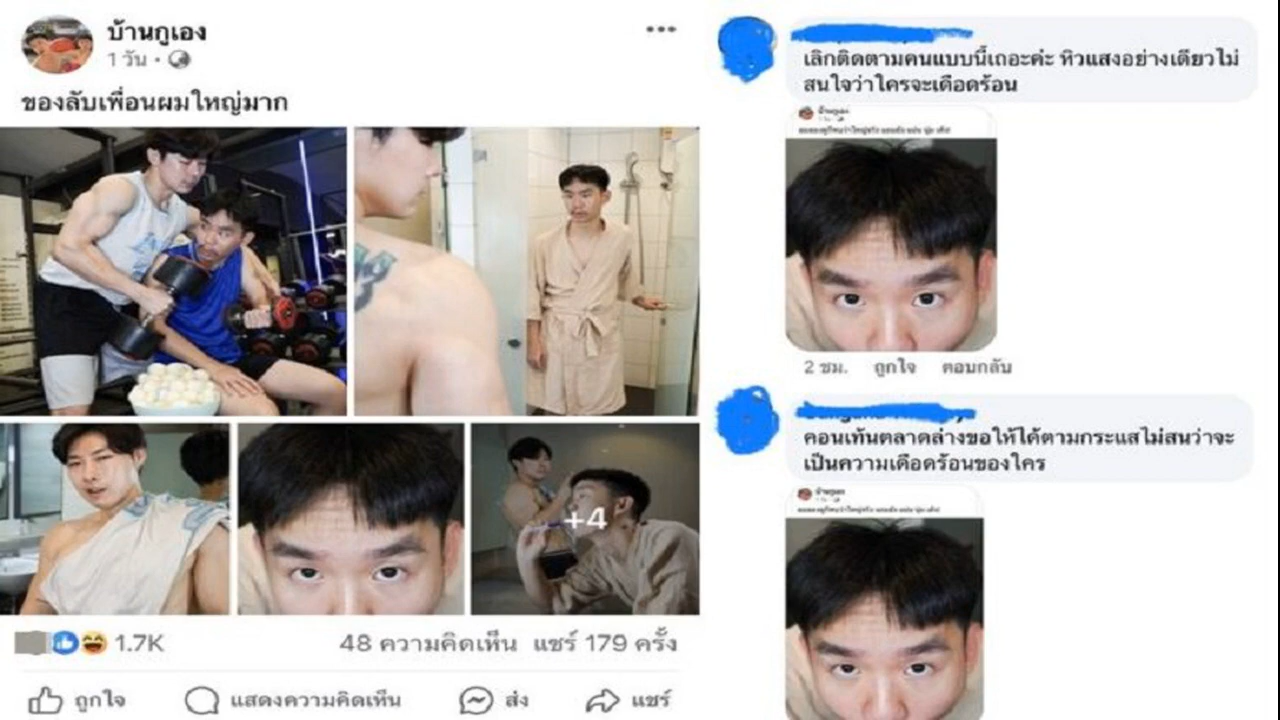 บ้านกูเอง
1 วัน
ของลับเพื่อนผมใหญ่มาก
+4
1.7K
48 ความคิดเห็น แชร์ 179 ครั้ง
ถูกใจ
แสดงความคิดเห็น
ส่ง
แชร์
เลิกติดตามคนแบบนี้เถอะค่ะ หิวแสงอย่างเดียวไม่
สนใจว่าใครจะเดือดร้อน
2 ชม. ถูกใจ ตอบกลับ
คอนเท้นตลาดล่างขอให้ได้ตามกระแสไม่สนว่าจะ
เป็นความเดือดร้อนของใคร